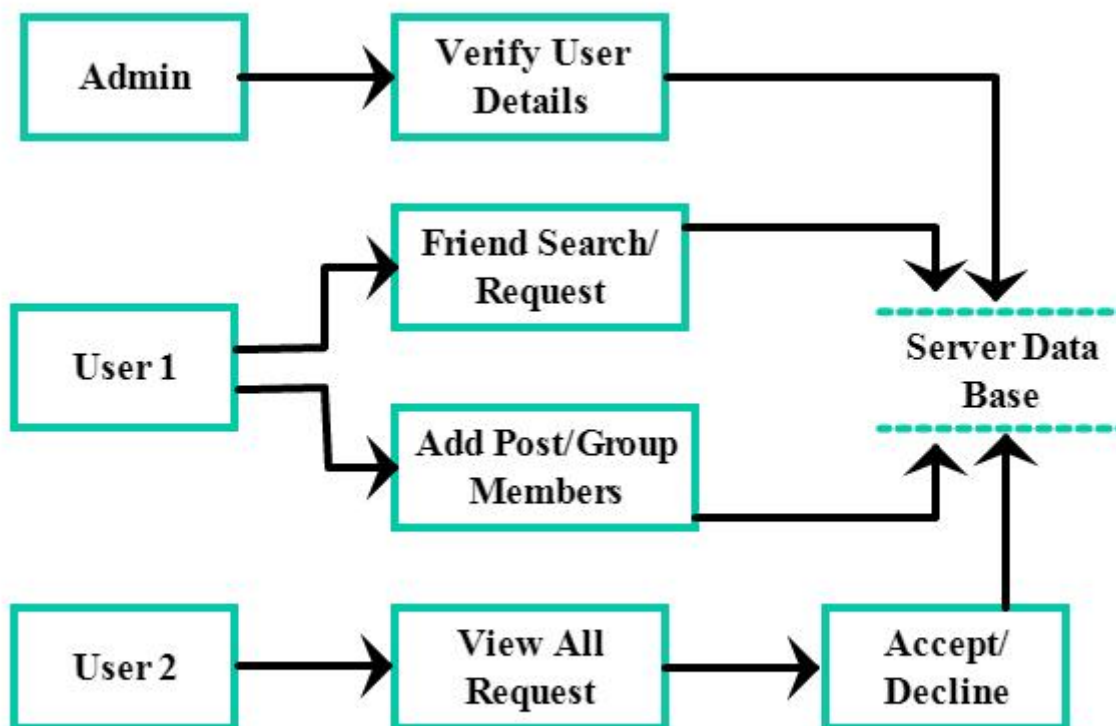 Admin
Verify User
Details
Friend Search/
Request
User 1
Server Data
Base
Add Post/Group
Members
User 2
View All
Request
Accept/
Decline